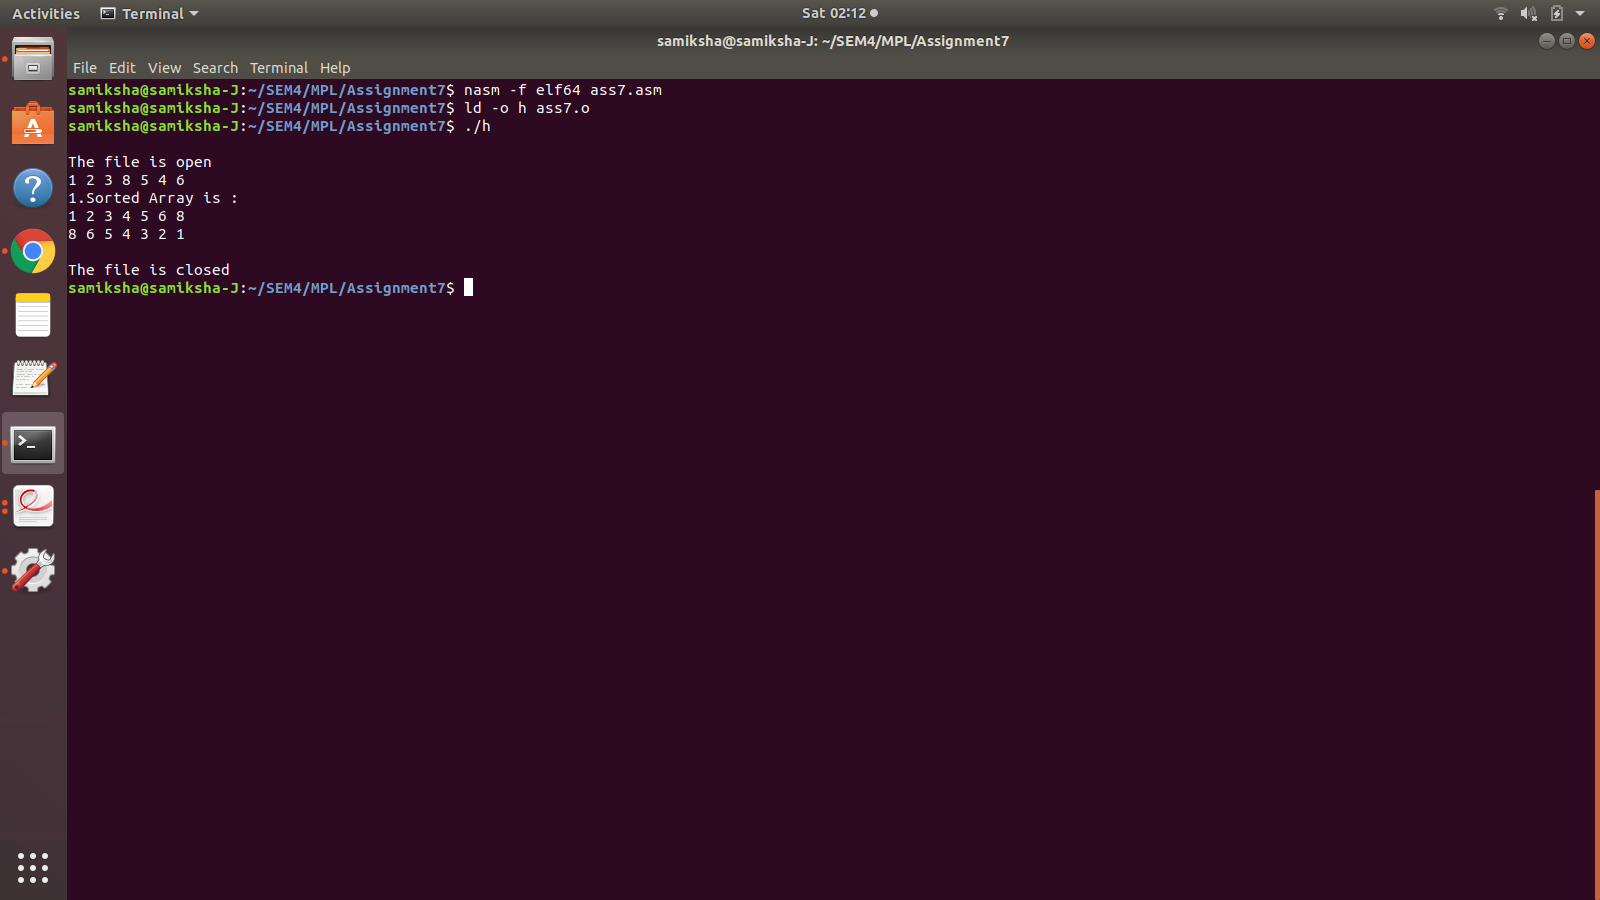 Activities Terminal Sat 02:12
samiksha@samiksha-J: ~/SEM4/MPL/Assignment7
File Edit View Search Terminal Help
samiksha@samiksha-J:~/SEM4/MPL/Assignment7$ nasm -f elf64 ass7.asm
samiksha@samiksha-J:~/SEM4/MPL/Assignment7$ ld -o h ass7.o
samiksha@samiksha-J:~/SEM4/MPL/Assignment7$ ./h
The file is open
1 2 3 8 5 4 6
1.Sorted Array is :
1 2 3 4 5 6 8
8 6 5 4 3 2 1
The file is closed
samiksha@samiksha-J:~/SEM4/MPL/Assignment7$